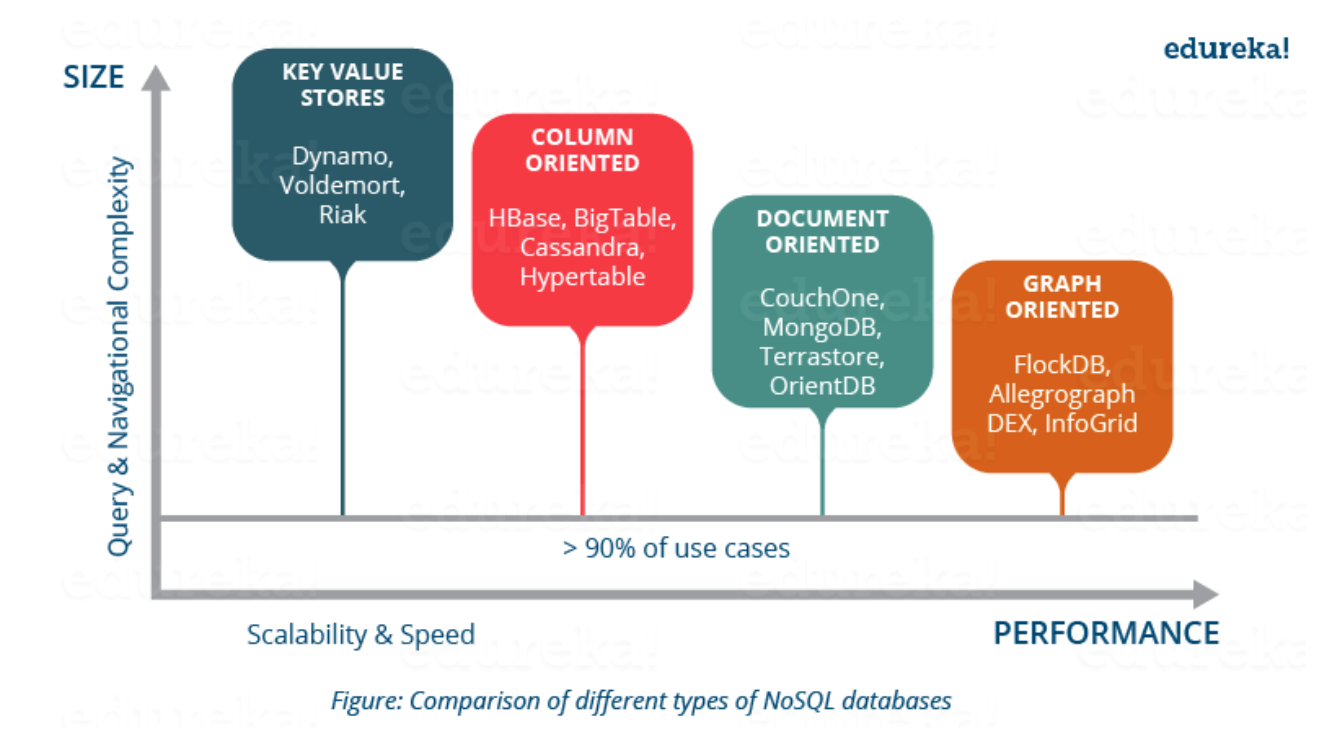 edureka!
SIZE
Query & Navigational Complexity
KEY VALUE
STORES
Dynamo,
Voldemort,
Riak
COLUMN
ORIENTED
HBase, BigTable,
Cassandra,
Hypertable
DOCUMENT
ORIENTED
CouchOne,
MongoDB,
Terrastore,
OrientDB
GRAPH
ORIENTED
FlockDB,
Allegrograph
DEX, InfoGrid
> 90% of use cases
Scalability & Speed
PERFORMANCE
Figure: Comparison of different types of NoSQL databases